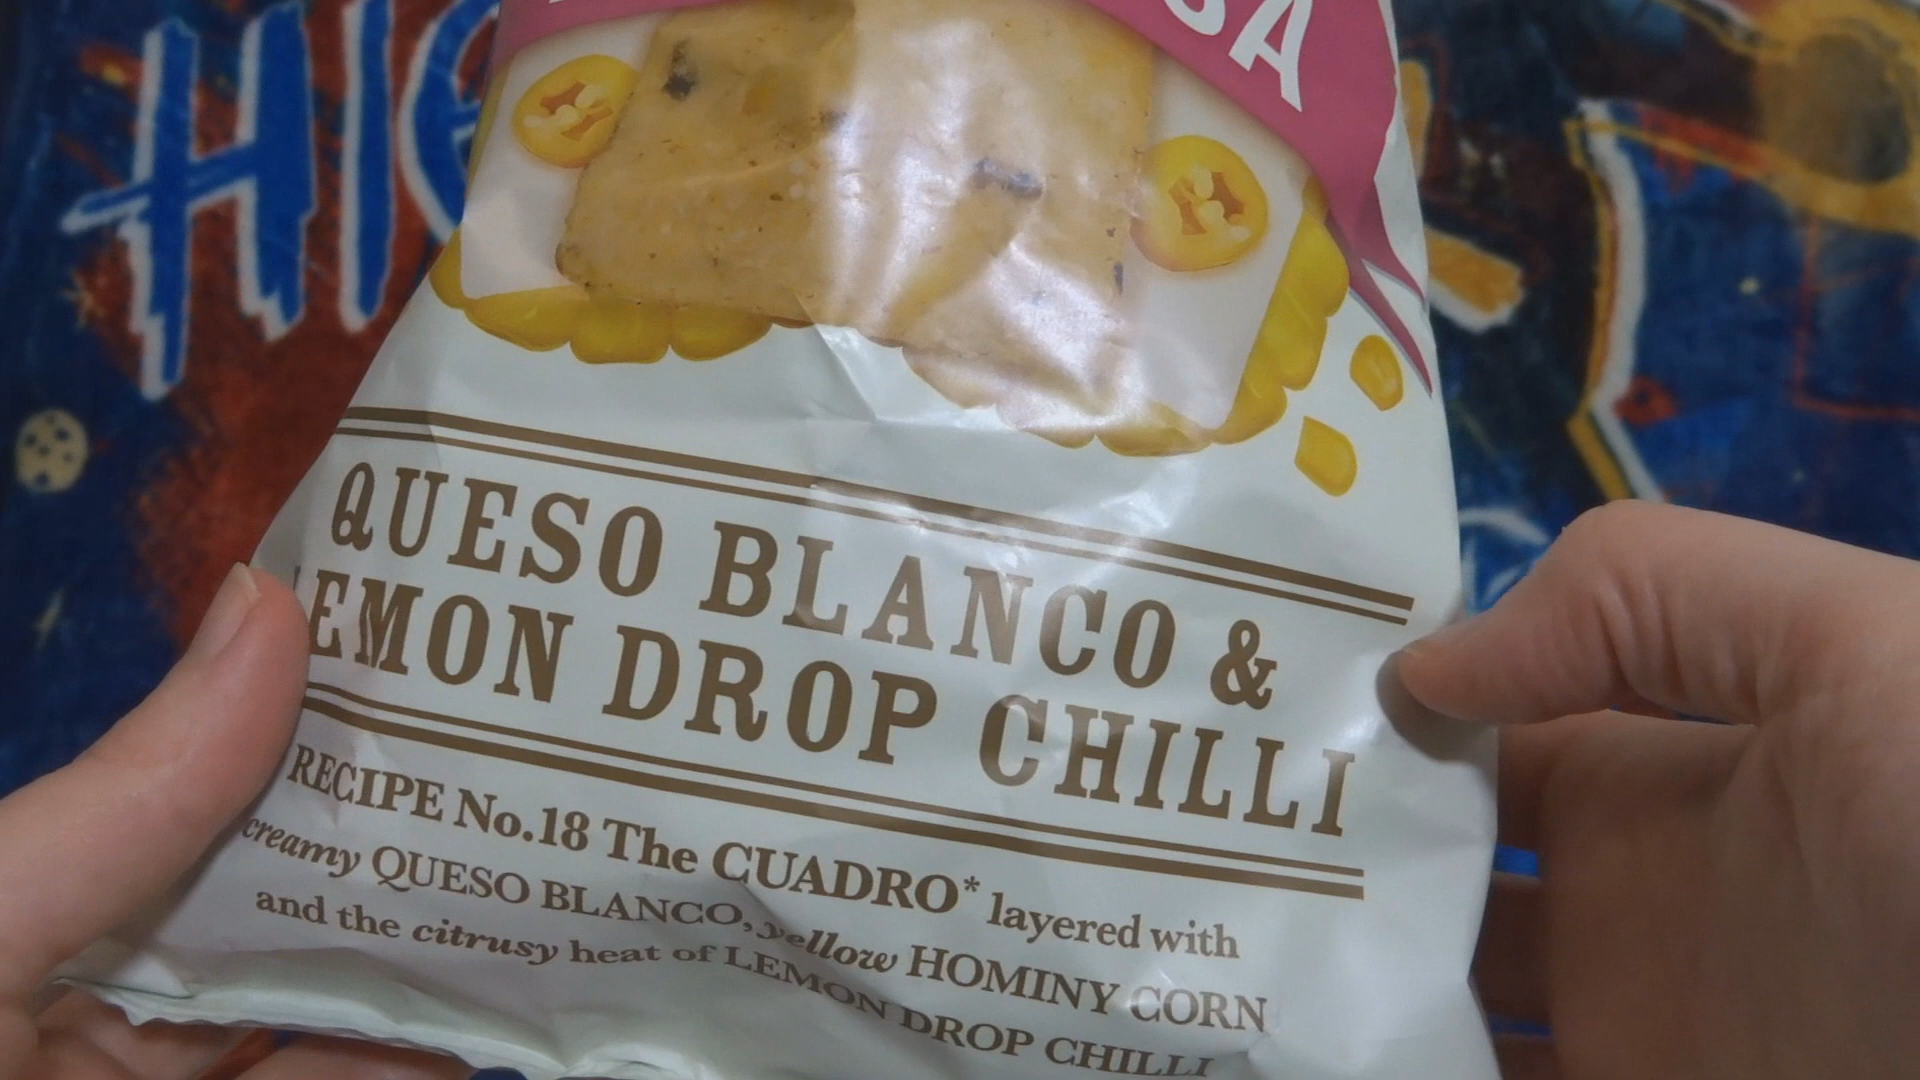 QUESO BLANCO &
LEMON DROP CHILLI
RECIPE No.18 The CUADRO* layered with
creamy QUESO BLANCO, yellow HOMINY CORN
and the citrusy heat of LEMON DROP CHILLI